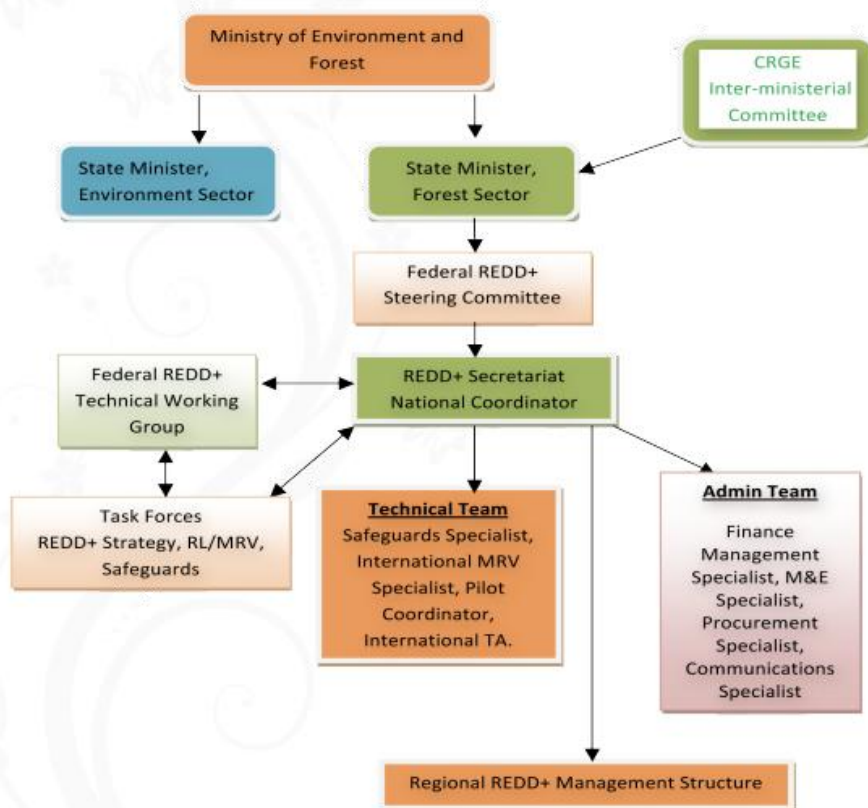 Ministry of Environment and
Forest
CRGE
Inter-ministerial
Committee
State Minister,
Environment Sector
State Minister,
Forest Sector
Federal REDD+
Steering Committee
Federal REDD+
Technical Working
Group
REDD+ Secretariat
National Coordinator
Task Forces
REDD+ Strategy, RL/MRV,
Safeguards
Technical Team
Safeguards Specialist,
International MRV
Specialist, Pilot
Coordinator,
International TA.
Admin Team
Finance
Management
Specialist, M&E
Specialist,
Procurement
Specialist,
Communications
Specialist
Regional REDD+ Management Structure